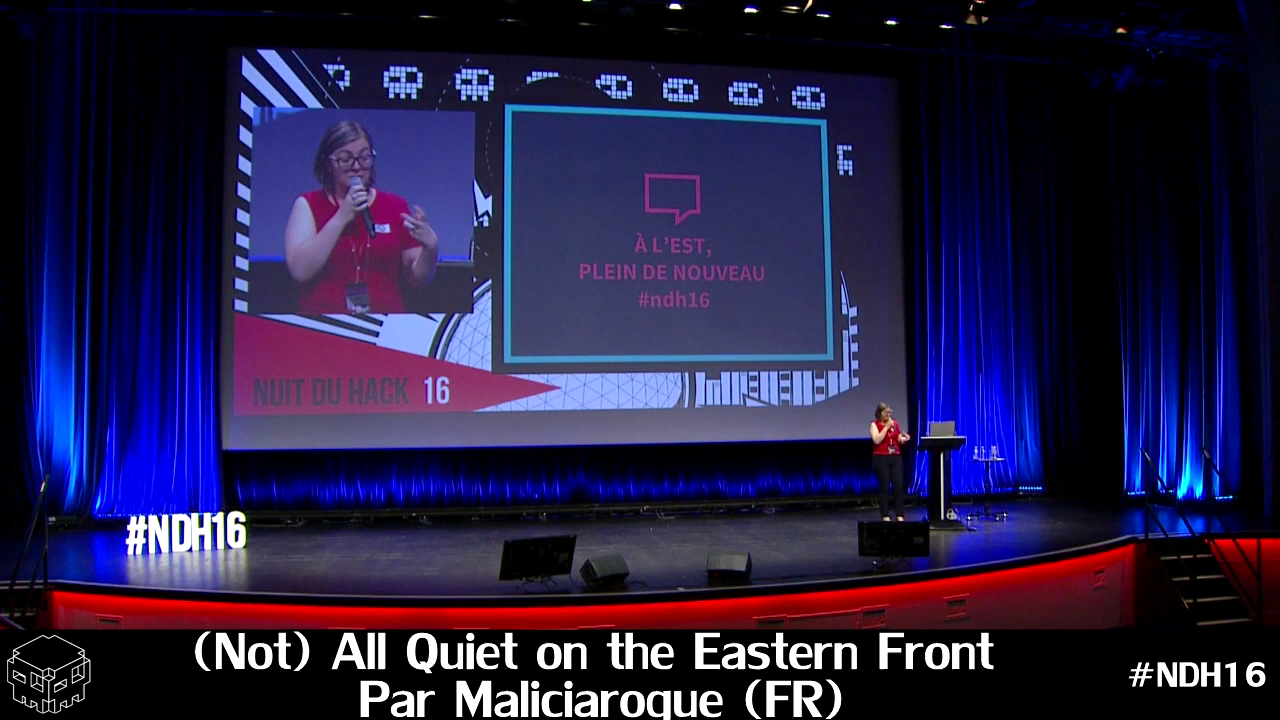 À L'EST,
PLEIN DE NOUVEAU
#ndh16
NUIT DU HACK 16
#NDH16
(Not) All Quiet on the Eastern Front
Par Maliciarogue (FR)
#NDH16